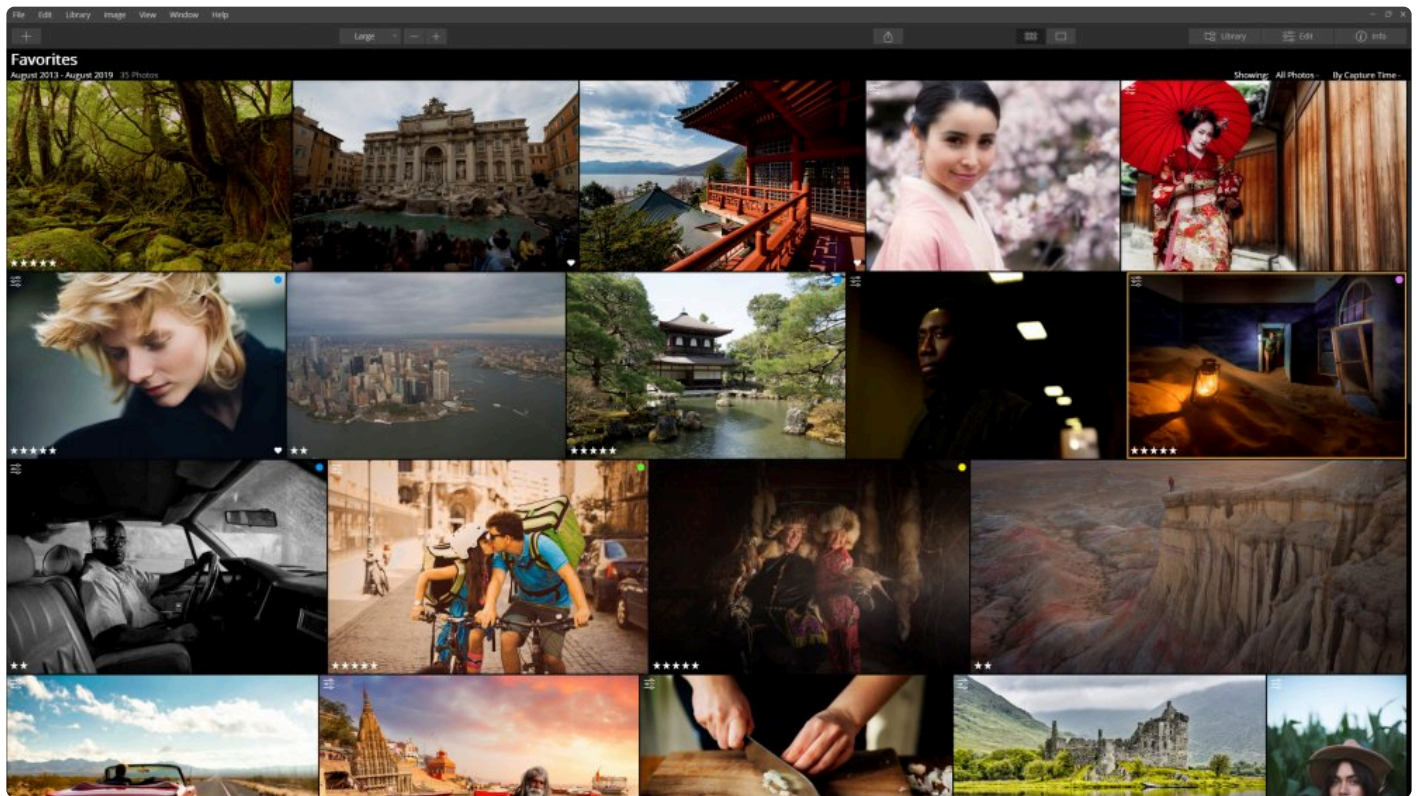 File Edit Library Image View Window Help
Large
Library Edit Info
Favorites
August 2013 - August 2019 35 Photos
Showing: All Photos By Capture Time